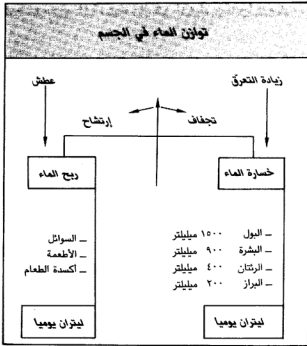 توازن الماء في الجسم
زيادة التعرق
عطش
تجفاف
إرتشاح
خسارة الماء
ربح الماء
ـ البول ١٥٠٠ ميليلتر
ـ البشرة ٩٠٠ ميليلتر
ـ الرئتان ٤٠٠ ميليلتر
ـ البراز ٢٠٠ ميليلتر
ـ السوائل
ـ الأطعمة
ـ أكسدة الطعام
ليتران يوميا
ليتران يوميا